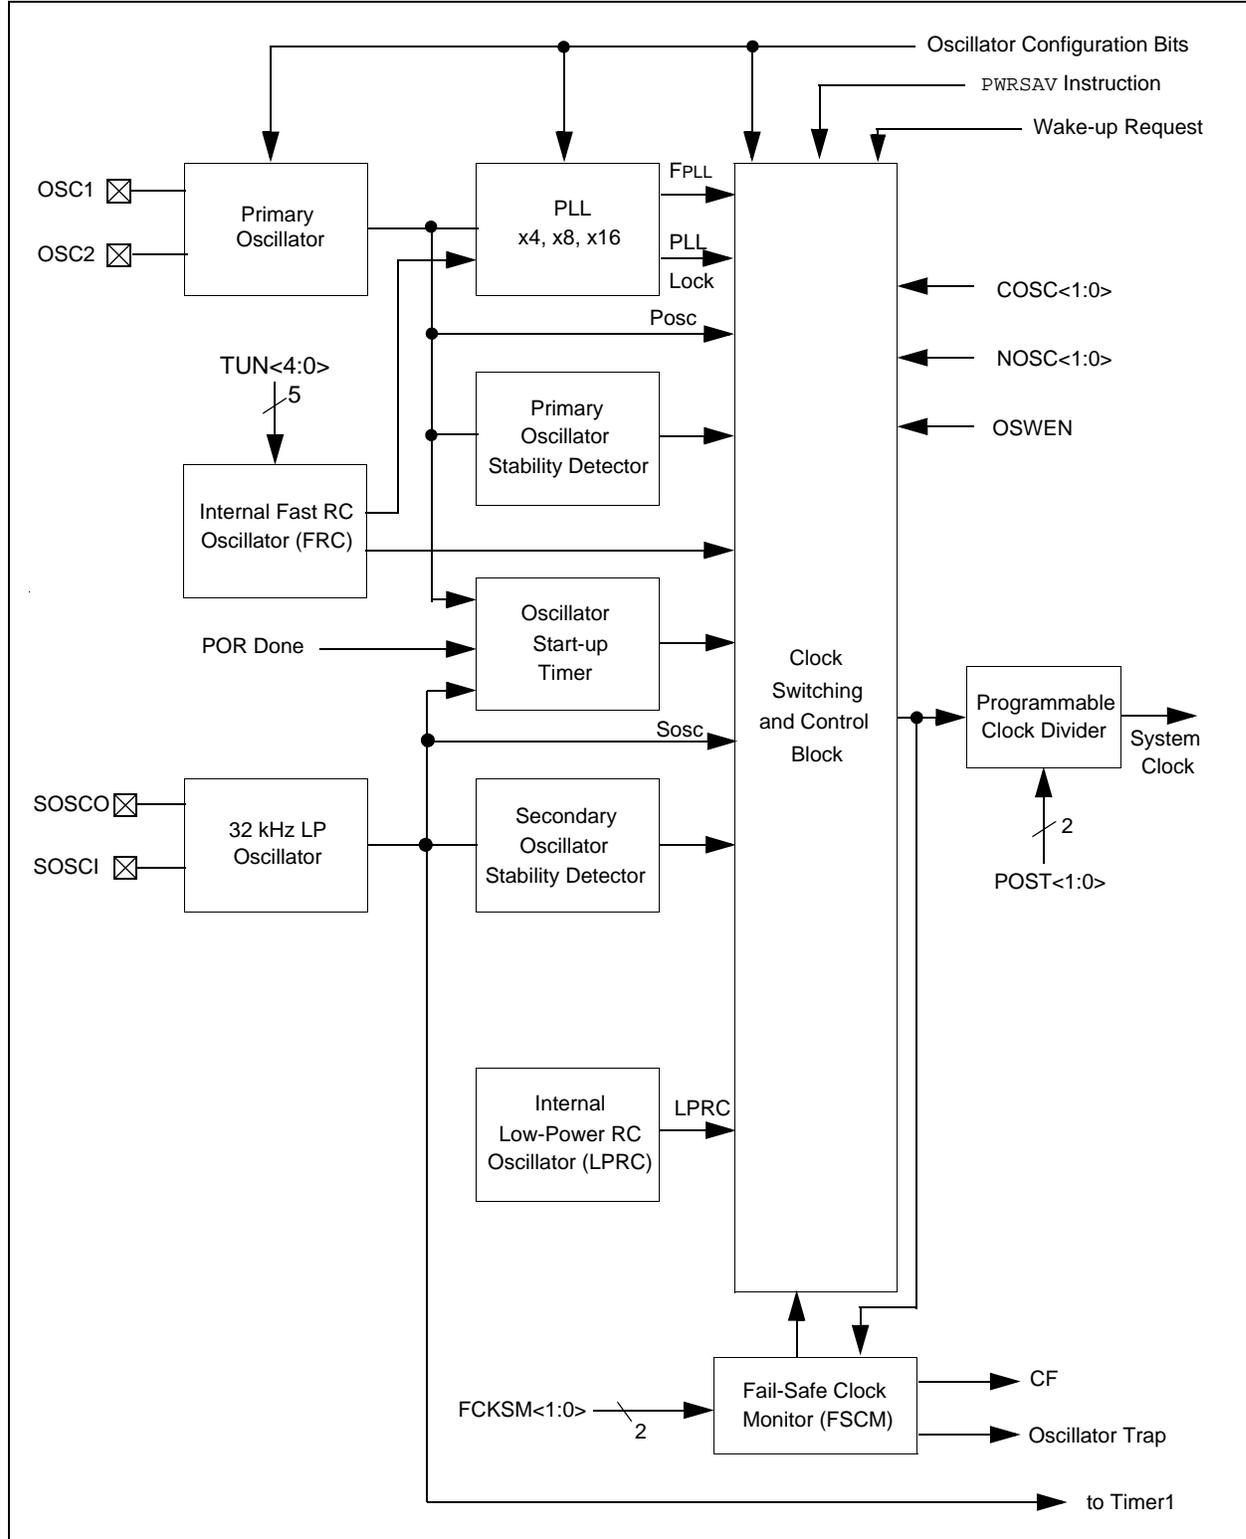 Oscillator Configuration Bits
PWRSAV Instruction
Wake-up Request
OSC1
OSC2
Primary
Oscillator
PLL
x4, x8, x16
FPLL
PLL
Lock
COSC<1:0>
Posc
NOSC<1:0>
TUN<4:0>
5
Primary
Oscillator
Stability Detector
OSWEN
Internal Fast RC
Oscillator (FRC)
POR Done
Oscillator
Start-up
Timer
Clock
Switching
and Control
Block
Programmable
Clock Divider
System
Clock
Sosc
SOSCO
SOSCI
32 kHz LP
Oscillator
Secondary
Oscillator
Stability Detector
2
POST<1:0>
Internal
Low-Power RC
Oscillator (LPRC)
LPRC
FCKSM<1:0>
2
Fail-Safe Clock
Monitor (FSCM)
CF
Oscillator Trap
to Timer1